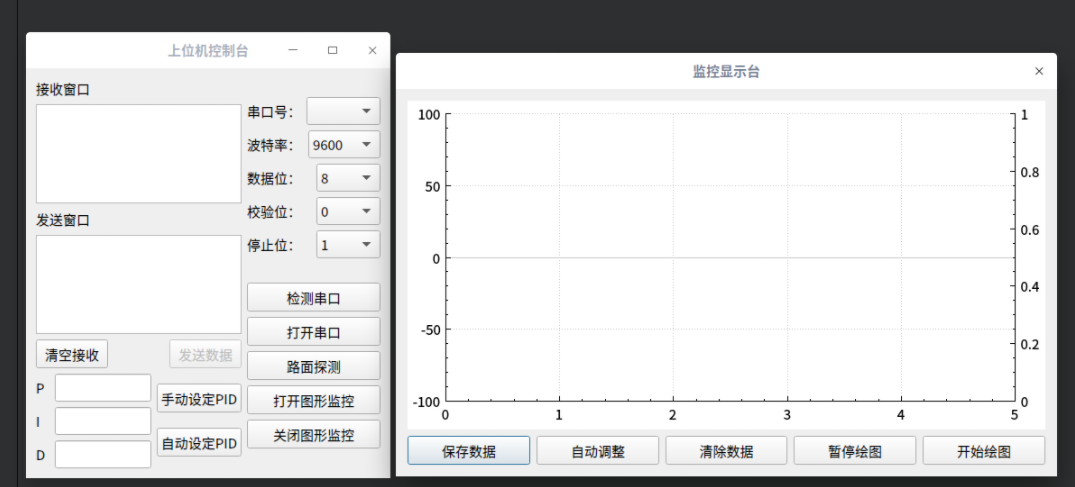 上位机控制台
接收窗口
串口号：
波特率： 9600
数据位： 8
校验位： 0
停止位： 1
发送窗口
检测串口
打开串口
清空接收 发送数据
路面探测
P 手动设定PID 打开图形监控
I
自动设定PID 关闭图形监控
D
监控显示台
100 1
0.8
50
0.6
0
0.4
-50
0.2
-100 0
0 1 2 3 4 5
保存数据 自动调整 清除数据 暂停绘图 开始绘图